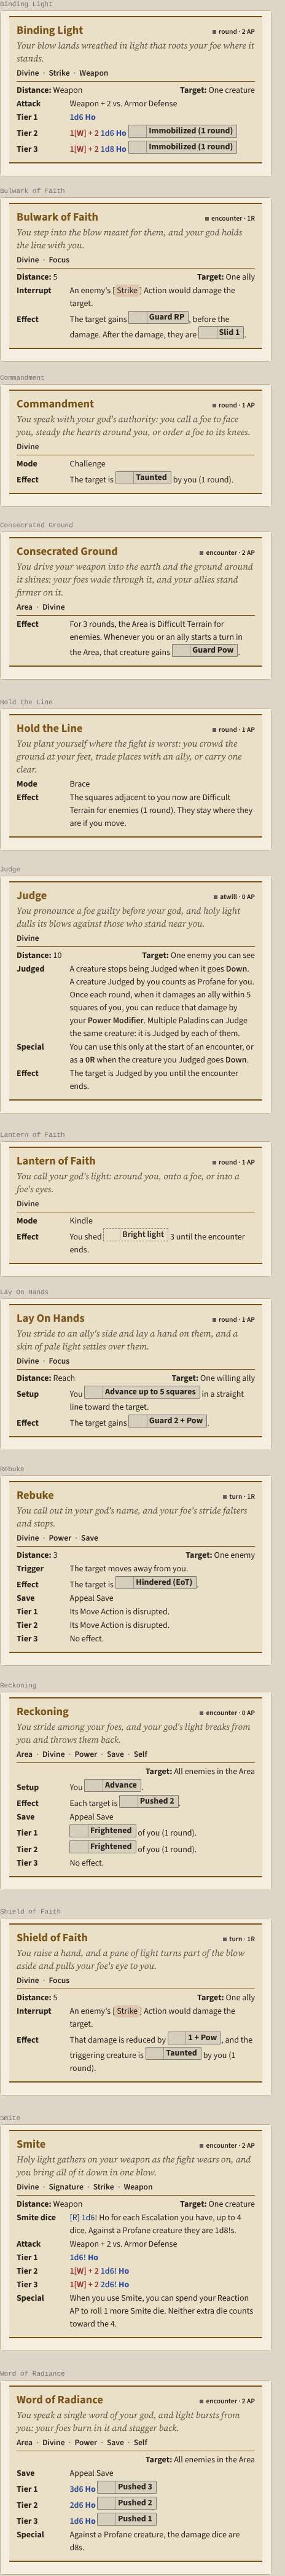 Binding Light
Binding Light ■ round · 2 AP
Your blow lands wreathed in light that roots your foe where it
stands.
Divine · Strike · Weapon
Distance: Weapon Target: One creature
Attack Weapon + 2 vs. Armor Defense
Tier 1 1d6 Ho
Tier 2 1[W] + 2 1d6 Ho Immobilized (1 round)
Tier 3 1[W] + 2 1d8 Ho Immobilized (1 round)
Bulwark of Faith
Bulwark of Faith ■ encounter · 1R
You step into the blow meant for them, and your god holds
the line with you.
Divine · Focus
Distance: 5 Target: One ally
Interrupt An enemy's [ Strike ] Action would damage the
target.
Effect The target gains Guard RP, before the
damage. After the damage, they are Slid 1.
Commandment
Commandment ■ round · 1 AP
You speak with your god's authority: you call a foe to face
you, steady the hearts around you, or order a foe to its knees.
Divine
Mode Challenge
Effect The target is Taunted by you (1 round).
Consecrated Ground
Consecrated Ground ■ encounter · 2 AP
You drive your weapon into the earth and the ground around
it shines: your foes wade through it, and your allies stand
firmer on it.
Area · Divine
Effect For 3 rounds, the Area is Difficult Terrain for
enemies. Whenever you or an ally starts a turn in
the Area, that creature gains Guard Pow.
Hold the Line
Hold the Line ■ round · 1 AP
You plant yourself where the fight is worst: you crowd the
ground at your feet, trade places with an ally, or carry one
clear.
Mode Brace
Effect The squares adjacent to you now are Difficult
Terrain for enemies (1 round). They stay where they
are if you move.
Judge
Judge ■ atwill · 0 AP
You pronounce a foe guilty before your god, and holy light
dulls its blows against those who stand near you.
Divine
Distance: 10 Target: One enemy you can see
Judged A creature stops being Judged when it goes Down.
A creature Judged by you counts as Profane for you.
Once each round, when it damages an ally within 5
squares of you, you can reduce that damage by
your Power Modifier. Multiple Paladins can Judge
the same creature: it is Judged by each of them.
Special You can use this only at the start of an encounter, or
as a 0R when the creature you Judged goes Down.
Effect The target is Judged by you until the encounter
ends.
Lantern of Faith
Lantern of Faith ■ round · 1 AP
You call your god's light: around you, onto a foe, or into a
foe's eyes.
Divine
Mode Kindle
Effect You shed Bright light 3 until the encounter
ends.
Lay On Hands
Lay On Hands ■ round · 1 AP
You stride to an ally's side and lay a hand on them, and a
skin of pale light settles over them.
Divine · Focus
Distance: Reach Target: One willing ally
Setup You Advance up to 5 squares in a straight
line toward the target.
Effect The target gains Guard 2 + Pow.
Rebuke
Rebuke ■ turn · 1R
You call out in your god's name, and your foe's stride falters
and stops.
Divine · Power · Save
Distance: 3 Target: One enemy
Trigger The target moves away from you.
Effect The target is Hindered (EoT).
Save Appeal Save
Tier 1 Its Move Action is disrupted.
Tier 2 Its Move Action is disrupted.
Tier 3 No effect.
Reckoning
Reckoning ■ encounter · 0 AP
You stride among your foes, and your god's light breaks from
you and throws them back.
Area · Divine · Power · Save · Self
Target: All enemies in the Area
Setup You Advance.
Effect Each target is Pushed 2.
Save Appeal Save
Tier 1 Frightened of you (1 round).
Tier 2 Frightened of you (1 round).
Tier 3 No effect.
Shield of Faith
Shield of Faith ■ turn · 1R
You raise a hand, and a pane of light turns part of the blow
aside and pulls your foe's eye to you.
Divine · Focus
Distance: 5 Target: One ally
Interrupt An enemy's [ Strike ] Action would damage the
target.
Effect That damage is reduced by 1 + Pow, and the
triggering creature is Taunted by you (1
round).
Smite
Smite ■ encounter · 2 AP
Holy light gathers on your weapon as the fight wears on, and
you bring all of it down in one blow.
Divine · Signature · Strike · Weapon
Distance: Weapon Target: One creature
Smite dice [R] 1d6! Ho for each Escalation you have, up to 4
dice. Against a Profane creature they are 1d8!s.
Attack Weapon + 2 vs. Armor Defense
Tier 1 1d6! Ho
Tier 2 1[W] + 2 1d6! Ho
Tier 3 1[W] + 2 2d6! Ho
Special When you use Smite, you can spend your Reaction
AP to roll 1 more Smite die. Neither extra die counts
toward the 4.
Word of Radiance
Word of Radiance ■ encounter · 2 AP
You speak a single word of your god, and light bursts from
you: your foes burn in it and stagger back.
Area · Divine · Power · Save · Self
Target: All enemies in the Area
Save Appeal Save
Tier 1 3d6 Ho Pushed 3
Tier 2 2d6 Ho Pushed 2
Tier 3 1d6 Ho Pushed 1
Special Against a Profane creature, the damage dice are
d8s.